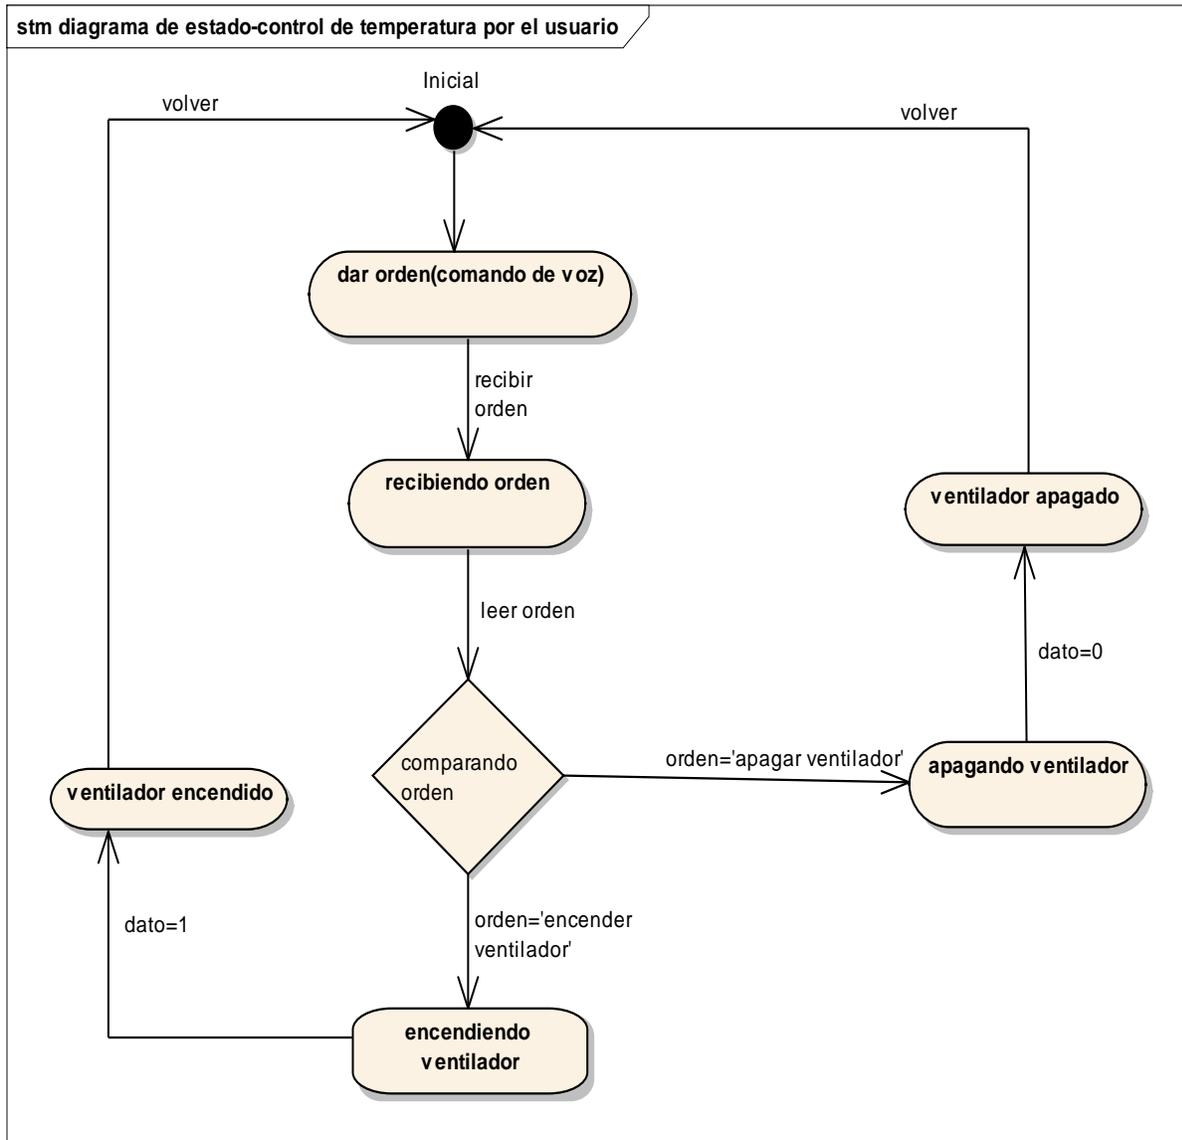 stm diagrama de estado-control de temperatura por el usuario
Inicial
volver
volver
dar orden(comando de voz)
recibir
orden
recibiendo orden
ventilador apagado
leer orden
dato=0
orden='apagar ventilador'
comparando
orden
apagando ventilador
ventilador encendido
dato=1
orden='encender
ventilador'
encendiendo
ventilador